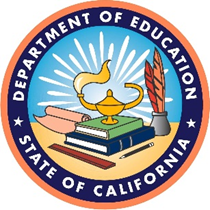 DEPARTMENT OF EDUCATION
STATE OF CALIFORNIA